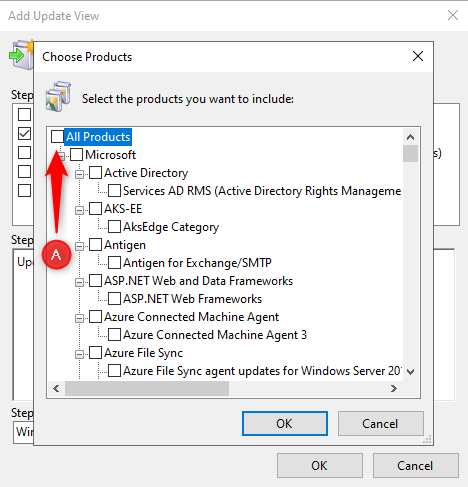 Add Update View
Choose Products
Select the products you want to include:
Step
All Products
Microsoft
Active Directory
Services AD RMS (Active Directory Rights Manageme
s)
AKS-EE
AksEdge Category
Step
A
Antigen
Upd
Antigen for Exchange/SMTP
ASP.NET Web and Data Frameworks
ASP.NET Web Frameworks
Azure Connected Machine Agent
Azure Connected Machine Agent 3
Azure File Sync
Azure File Sync agent updates for Windows Server 201
Step
Win
OK
Cancel
OK
Cancel